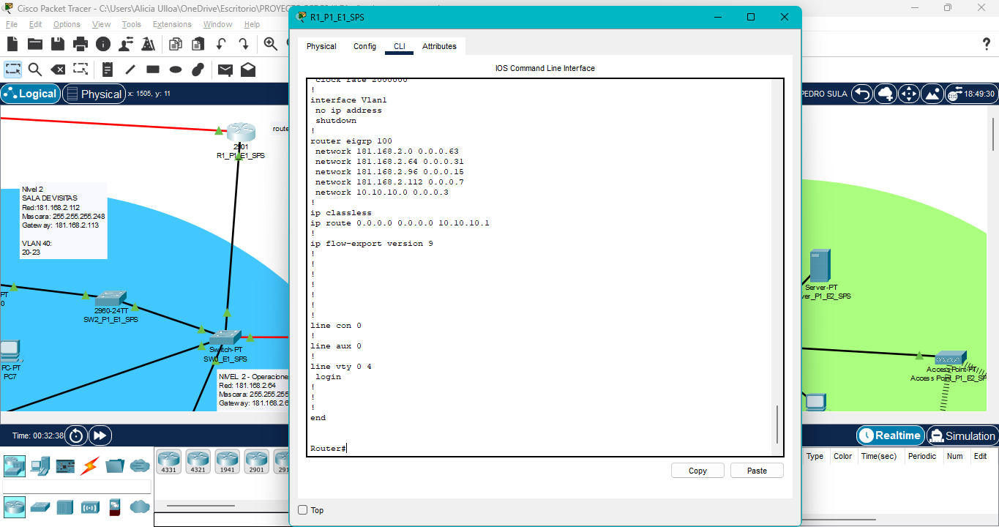 Cisco Packet Tracer - C:\Users\Alicia Ulloa\OneDrive\Escritorio\PROYEC
File Edit Options View Tools Extensions Window Help
Logical
Physical
x: 1505, y: 11
PEDRO SULA
18:49:30
R1_P1_E1_SPS
Physical Config CLI Attributes
IOS Command Line Interface
clock rate 2000000
!
interface Vlan1
no ip address
shutdown
!
router eigrp 100
network 181.168.2.0 0.0.0.63
network 181.168.2.64 0.0.0.31
network 181.168.2.96 0.0.0.15
network 181.168.2.112 0.0.0.7
network 10.10.10.0 0.0.0.3
!
ip classless
ip route 0.0.0.0 0.0.0.0 10.10.10.1
!
ip flow-export version 9
!
!
!
!
!
!
!
line con 0
!
line aux 0
!
line vty 0 4
login
!
!
!
end
Router#
Copy
Paste
Top
route
2901
R1_P1_E1_SPS
NIvel 2
SALA DE VISITAS
Red:181.168.2.112
Mascara: 255.255.255.248
Gateway: 181.168.2.113
VLAN 40:
20-23
PT
0
2960-24TT
SW2_P1_E1_SPS
Switch-PT
SW0_E1_SPS
PC-PT
PC7
NIVEL 2 - Operacione
Red: 181.168.2.64
Mascara: 255.255.255
Gateway: 181.168.2.6
Server-PT
ver_P1_E2_SPS
Access Point-PT
Access Point_P1_E2_SP
Time: 00:32:38
Realtime
Simulation
4331 4321 1941 2901 291
Type Color Time(sec) Periodic Num Edit